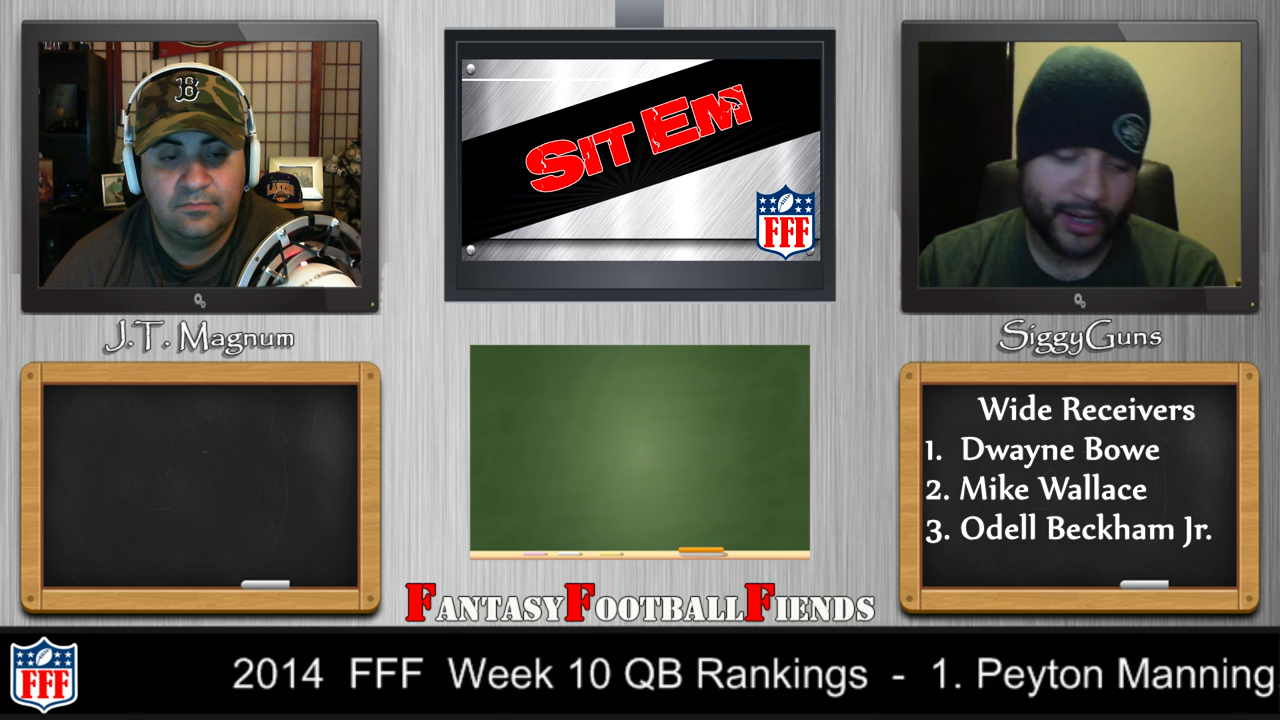 B
LAKERS
SIT EM
FFF
J.T. Magnum
SiggyGuns
Wide Receivers
1. Dwayne Bowe
2. Mike Wallace
3. Odell Beckham Jr.
FANTASYFOOTBALLFIENDS
FFF
2014 FFF Week 10 QB Rankings - 1. Peyton Manning